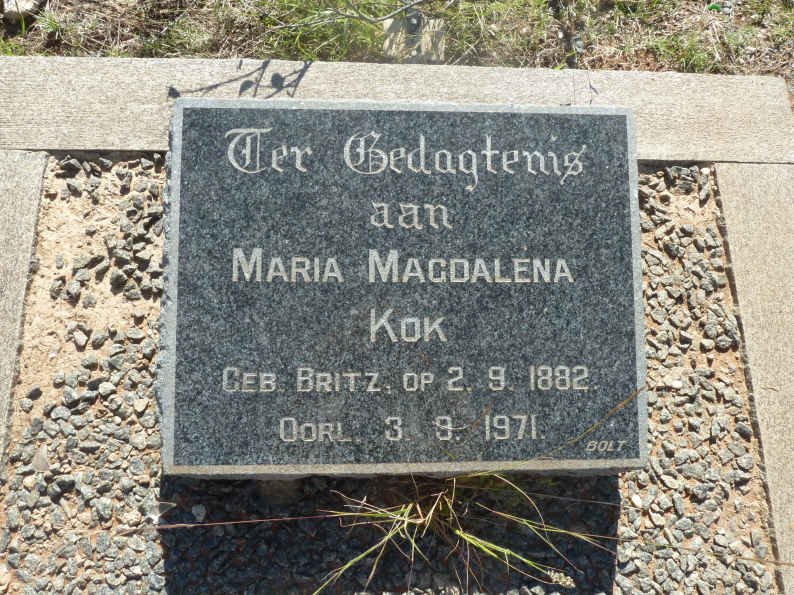 Ter Gedagtenis
aan
MARIA MAGDALENA
KOK
GEB. BRITZ. OP 2. 9. 1882.
OORL. 3. 9. 1971.
BOLT